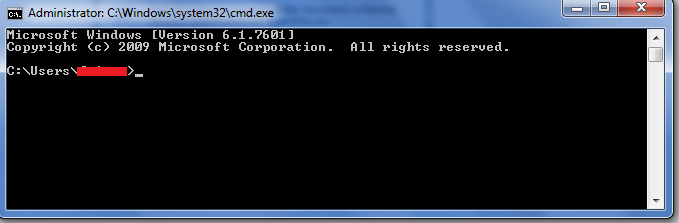 Administrator: C:\Windows\system32\cmd.exe
Microsoft Windows [Version 6.1.7601]
Copyright (c) 2009 Microsoft Corporation.  All rights reserved.
C:\Users\ >_